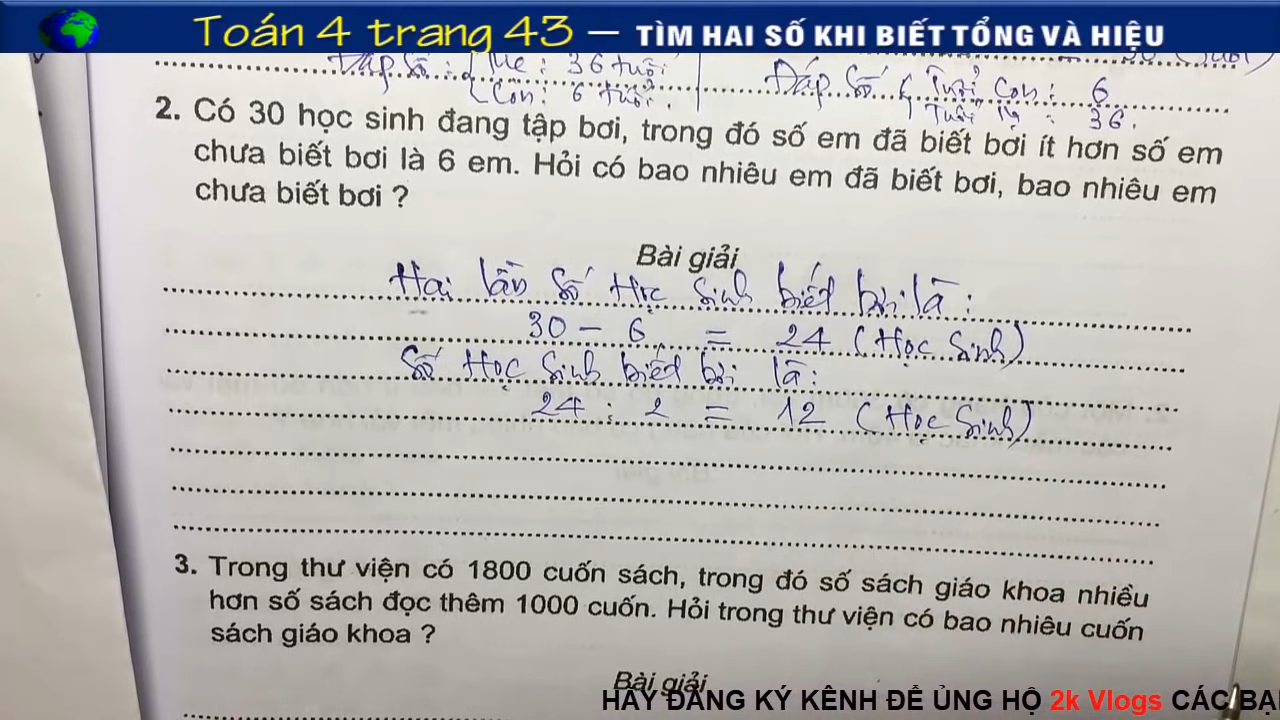 Toán 4 trang 43 – TÌM HAI SỐ KHI BIẾT TỔNG VÀ HIỆU
Đáp số: Mẹ: 36 tuổi
Con: 6 tuổi.
Đáp số Tuổi con: 6
Tuổi 36.
2. Có 30 học sinh đang tập bơi, trong đó số em đã biết bơi ít hơn số em
chưa biết bơi là 6 em. Hỏi có bao nhiêu em đã biết bơi, bao nhiêu em
chưa biết bơi ?
Bài giải
Hai lần số Học sinh biết bơi là:
30 – 6 = 24 (Học sinh)
Số Học sinh biết bơi là:
24 : 2 = 12 (Học sinh)
3. Trong thư viện có 1800 cuốn sách, trong đó số sách giáo khoa nhiều
hơn số sách đọc thêm 1000 cuốn. Hỏi trong thư viện có bao nhiêu cuốn
sách giáo khoa ?
Bài giải
HÃY ĐĂNG KÝ KÊNH ĐỂ ỦNG HỘ 2k Vlogs CÁC BẠ